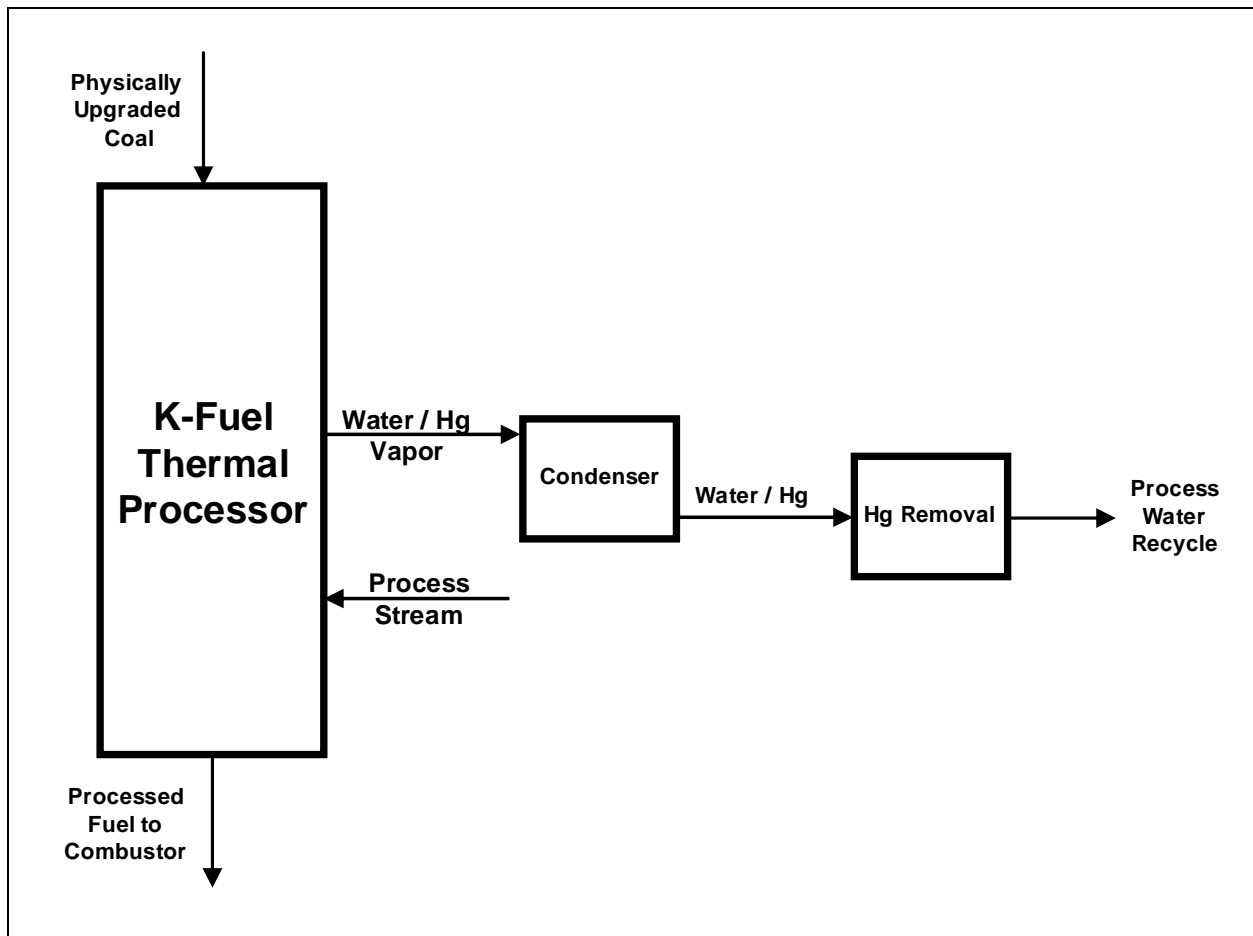 Physically
Upgraded
Coal
K-Fuel
Thermal
Processor
Water / Hg
Vapor
Condenser
Water / Hg
Hg Removal
Process
Water
Recycle
Process
Stream
Processed
Fuel to
Combustor